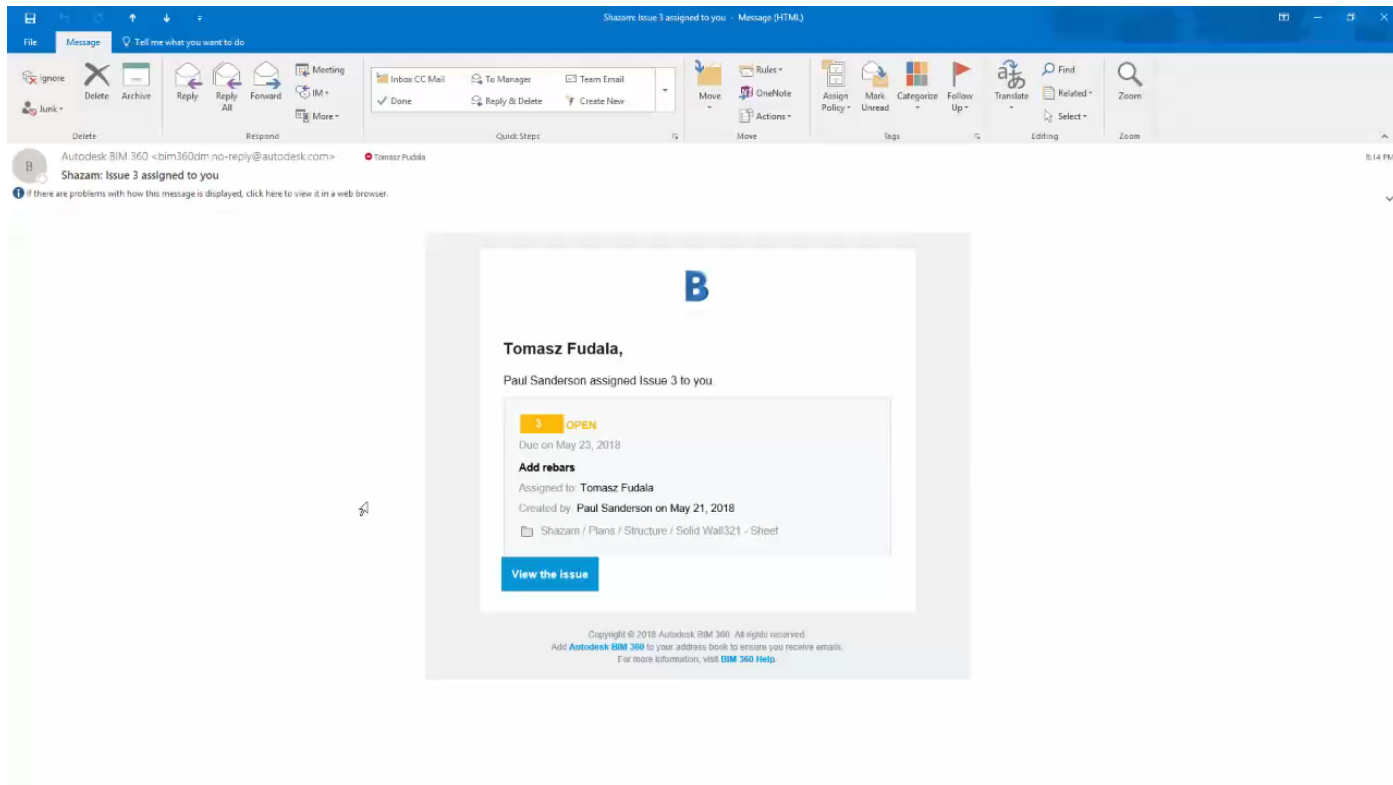 Shazam: Issue 3 assigned to you - Message (HTML)
File Message Tell me what you want to do
Ignore
Junk
Delete
Archive
Reply
Reply All
Forward
Meeting
IM
More
Inbox CC Mail
To Manager
Team Email
Done
Reply & Delete
Create New
Move
Rules
OneNote
Actions
Assign Policy
Mark Unread
Categorize
Follow Up
Translate
Find
Related
Select
Zoom
Delete Respond Quick Steps Move Tags Editing Zoom
B
Autodesk BIM 360 <bim360dm.no-reply@autodesk.com> Tomasz Fudala
8:14 PM
Shazam: Issue 3 assigned to you
If there are problems with how this message is displayed, click here to view it in a web browser.
B
Tomasz Fudala,
Paul Sanderson assigned Issue 3 to you.
3 OPEN
Due on May 23, 2018
Add rebars
Assigned to: Tomasz Fudala
Created by: Paul Sanderson on May 21, 2018
Shazam / Plans / Structure / Solid Wall321 - Sheet
View the issue
Copyright © 2018 Autodesk BIM 360. All rights reserved
Add Autodesk BIM 360 to your address book to ensure you receive emails.
For more information, visit BIM 360 Help.